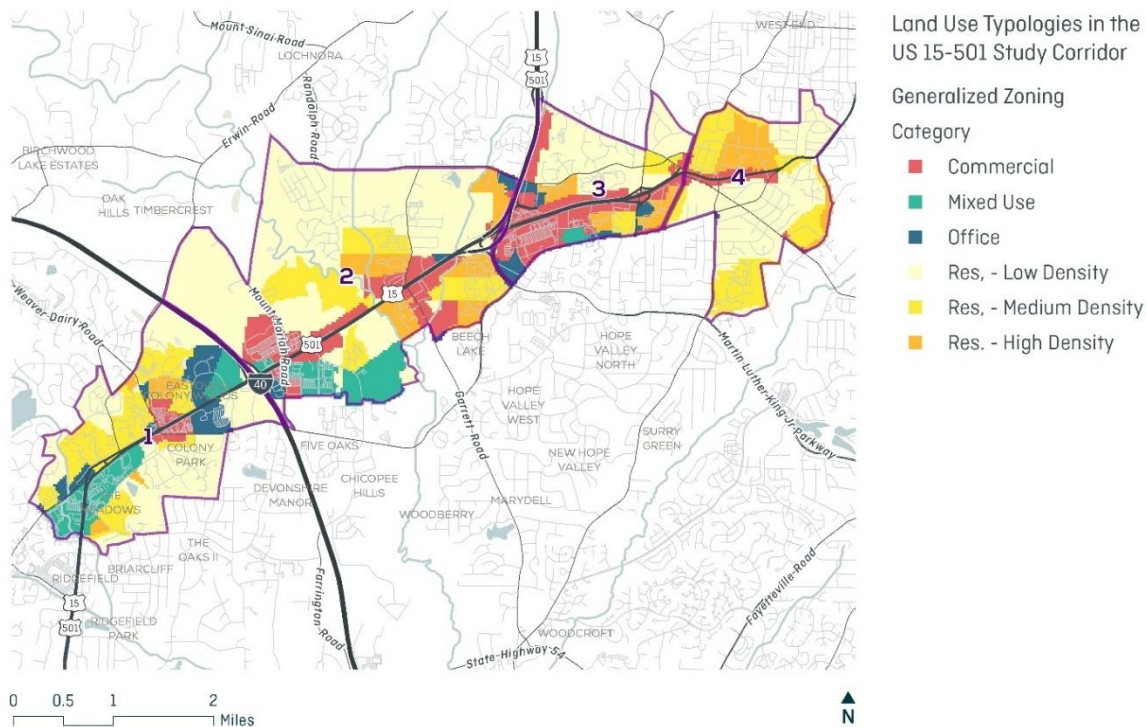 Land Use Typologies in the
US 15-501 Study Corridor
Generalized Zoning
Category
Commercial
Mixed Use
Office
Res, - Low Density
Res, - Medium Density
Res. - High Density
Mount Sinai Road
LOCHNORA
WEST END
15
501
Randolph Road
Erwin Road
BIRCHWOOD
LAKE ESTATES
OAK
HILLS
TIMBERCREST
3
4
2
15
Mount Moriah Road
501
Weaver Dairy Road
40
BEECH
LAKE
HOPE
VALLEY
NORTH
Martin Luther King Jr Parkway
HOPE
VALLEY
WEST
Garrett Road
1
COLONY
PARK
FIVE OAKS
SURRY
GREEN
NEW HOPE
VALLEY
CHICOPEE
HILLS
DEVONSHIRE
MANOR
MARYDELL
WOODBERRY
THE
OAKS II
BRIARCLIFF
RIDGEFIELD
15
501
RIDGEFIELD
PARK
Farrington Road
Fayetteville Road
WOODCROFT
State Highway 54
0 0.5 1 2
Miles
N